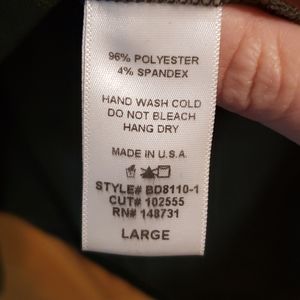 96% POLYESTER
4% SPANDEX
HAND WASH COLD
DO NOT BLEACH
HANG DRY
MADE IN U.S.A.
STYLE# BD8110-1
CUT# 102555
RN# 148731
LARGE